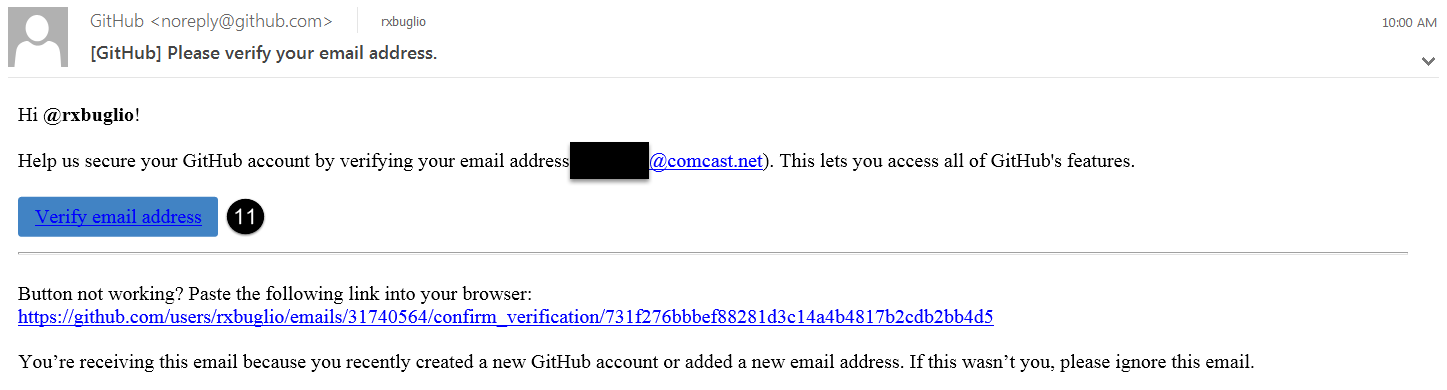 GitHub <noreply@github.com> rxbuglio 10:00 AM
[GitHub] Please verify your email address.
Hi @rxbuglio!
Help us secure your GitHub account by verifying your email address @comcast.net). This lets you access all of GitHub's features.
Verify email address 11
Button not working? Paste the following link into your browser:
https://github.com/users/rxbuglio/emails/31740564/confirm_verification/731f276bbbef88281d3c14a4b4817b2cdb2bb4d5
You’re receiving this email because you recently created a new GitHub account or added a new email address. If this wasn’t you, please ignore this email.